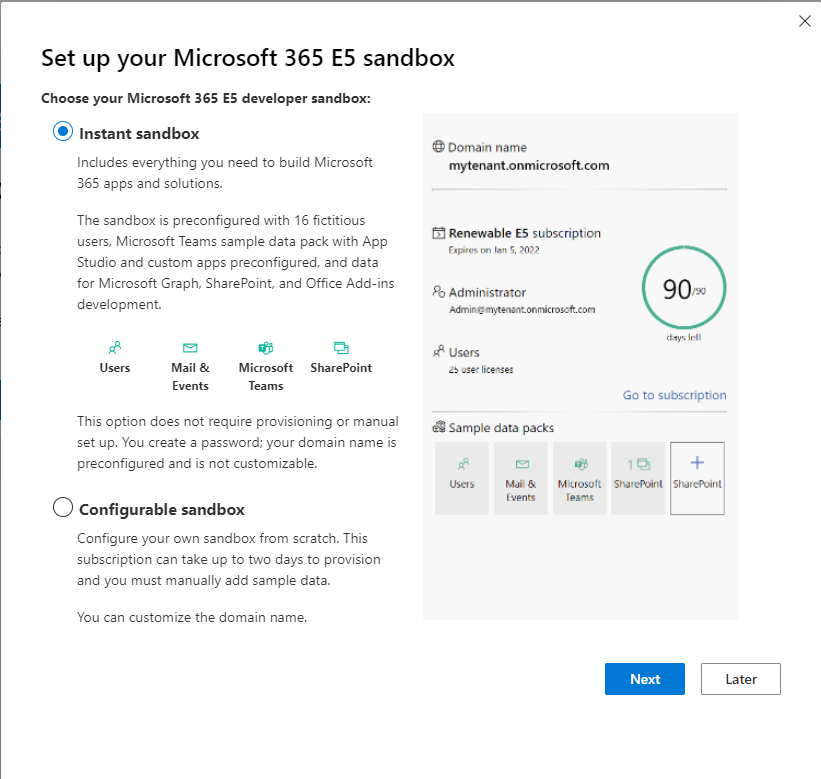 Set up your Microsoft 365 E5 sandbox
Choose your Microsoft 365 E5 developer sandbox:
Instant sandbox
Includes everything you need to build Microsoft
365 apps and solutions.
The sandbox is preconfigured with 16 fictitious
users, Microsoft Teams sample data pack with App
Studio and custom apps preconfigured, and data
for Microsoft Graph, SharePoint, and Office Add-ins
development.
Users
Mail &
Events
Microsoft
Teams
SharePoint
This option does not require provisioning or manual
set up. You create a password; your domain name is
preconfigured and is not customizable.
Configurable sandbox
Configure your own sandbox from scratch. This
subscription can take up to two days to provision
and you must manually add sample data.
You can customize the domain name.
Domain name
mytenant.onmicrosoft.com
Renewable E5 subscription
Expires on Jan 5, 2022
90/90
days left
Administrator
Admin@mytenant.onmicrosoft.com
Users
25 user licenses
Go to subscription
Sample data packs
Users
Mail &
Events
Microsoft
Teams
1
SharePoint
+
SharePoint
Next
Later